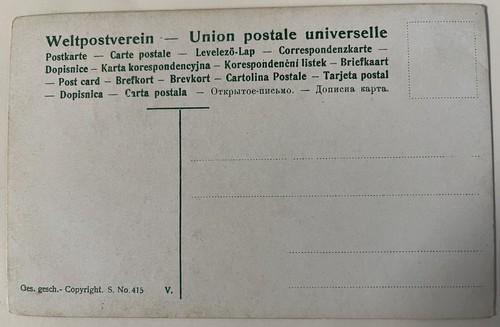 Weltpostverein — Union postale universelle
Postkarte — Carte postale — Levelező-Lap — Correspondenzkarte —
Dopisnice — Karta korespondencyjna — Korespondenční lístek — Briefkaart
— Post card — Brefkort — Brevkort — Cartolina Postale — Tarjeta postal
— Dopisnica — Carta postala — Открытое-письмо. — Дописна карта.
Ges. gesch.- Copyright. S. No. 415 V.